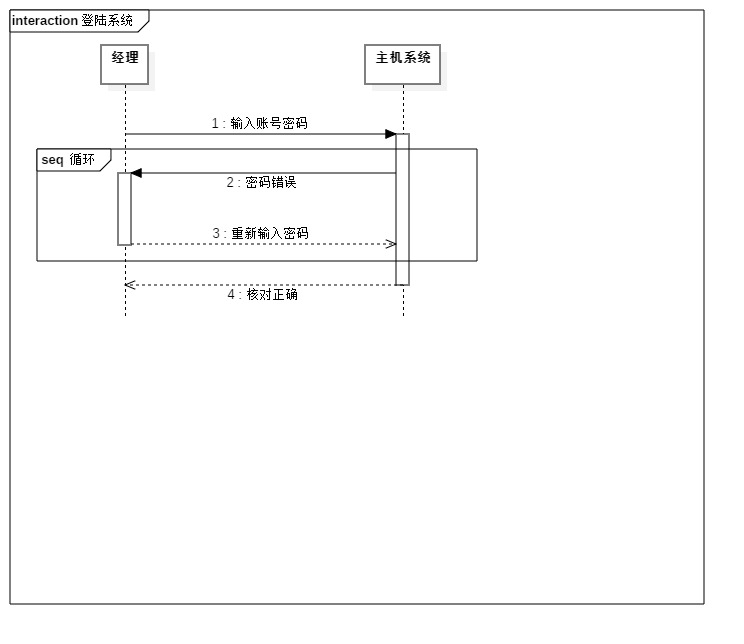 interaction 登陆系统
经理
主机系统
1 : 输入账号密码
seq 循环
2 : 密码错误
3 : 重新输入密码
4 : 核对正确